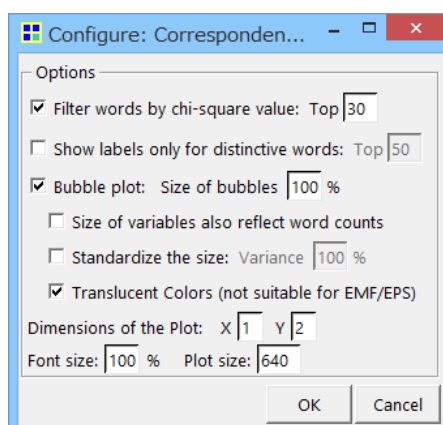 Configure: Corresponden...
Options
Filter words by chi-square value: Top 30
Show labels only for distinctive words: Top 50
Bubble plot: Size of bubbles 100 %
Size of variables also reflect word counts
Standardize the size: Variance 100 %
Translucent Colors (not suitable for EMF/EPS)
Dimensions of the Plot: X 1 Y 2
Font size: 100 % Plot size: 640
OK Cancel